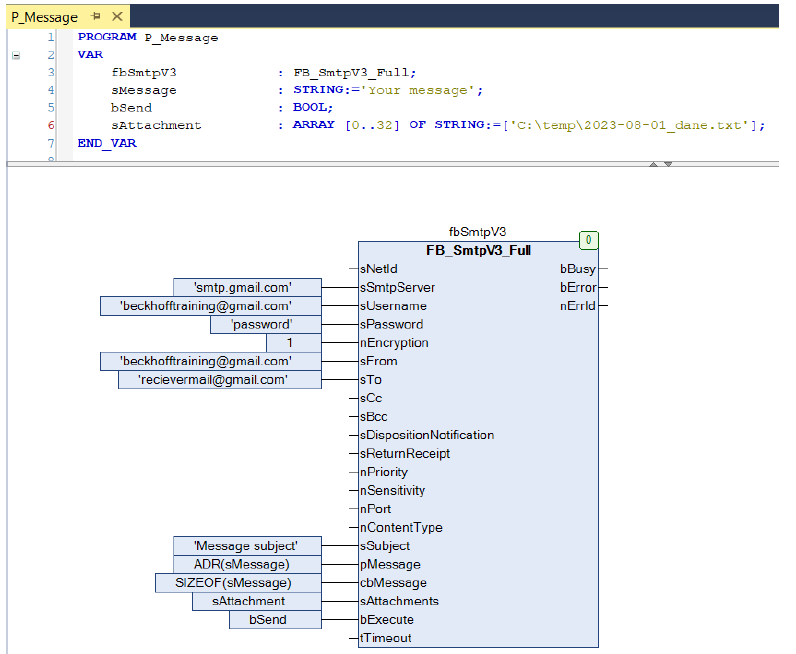 P_Message
1 PROGRAM P_Message
2 VAR
3 fbSmtpV3 : FB_SmtpV3_Full;
4 sMessage : STRING:='Your message';
5 bSend : BOOL;
6 sAttachment : ARRAY [0..32] OF STRING:=['C:\temp\2023-08-01_dane.txt'];
7 END_VAR
8
fbSmtpV3
FB_SmtpV3_Full 0
sNetId bBusy
'smtp.gmail.com' sSmtpServer bError
'beckhofftraining@gmail.com' sUsername nErrId
'password' sPassword
1 nEncryption
'beckhofftraining@gmail.com' sFrom
'recievermail@gmail.com' sTo
sCc
sBcc
sDispositionNotification
sReturnReceipt
nPriority
nSensitivity
nPort
nContentType
'Message subject' sSubject
ADR(sMessage) pMessage
SIZEOF(sMessage) cbMessage
sAttachment sAttachments
bSend bExecute
tTimeout